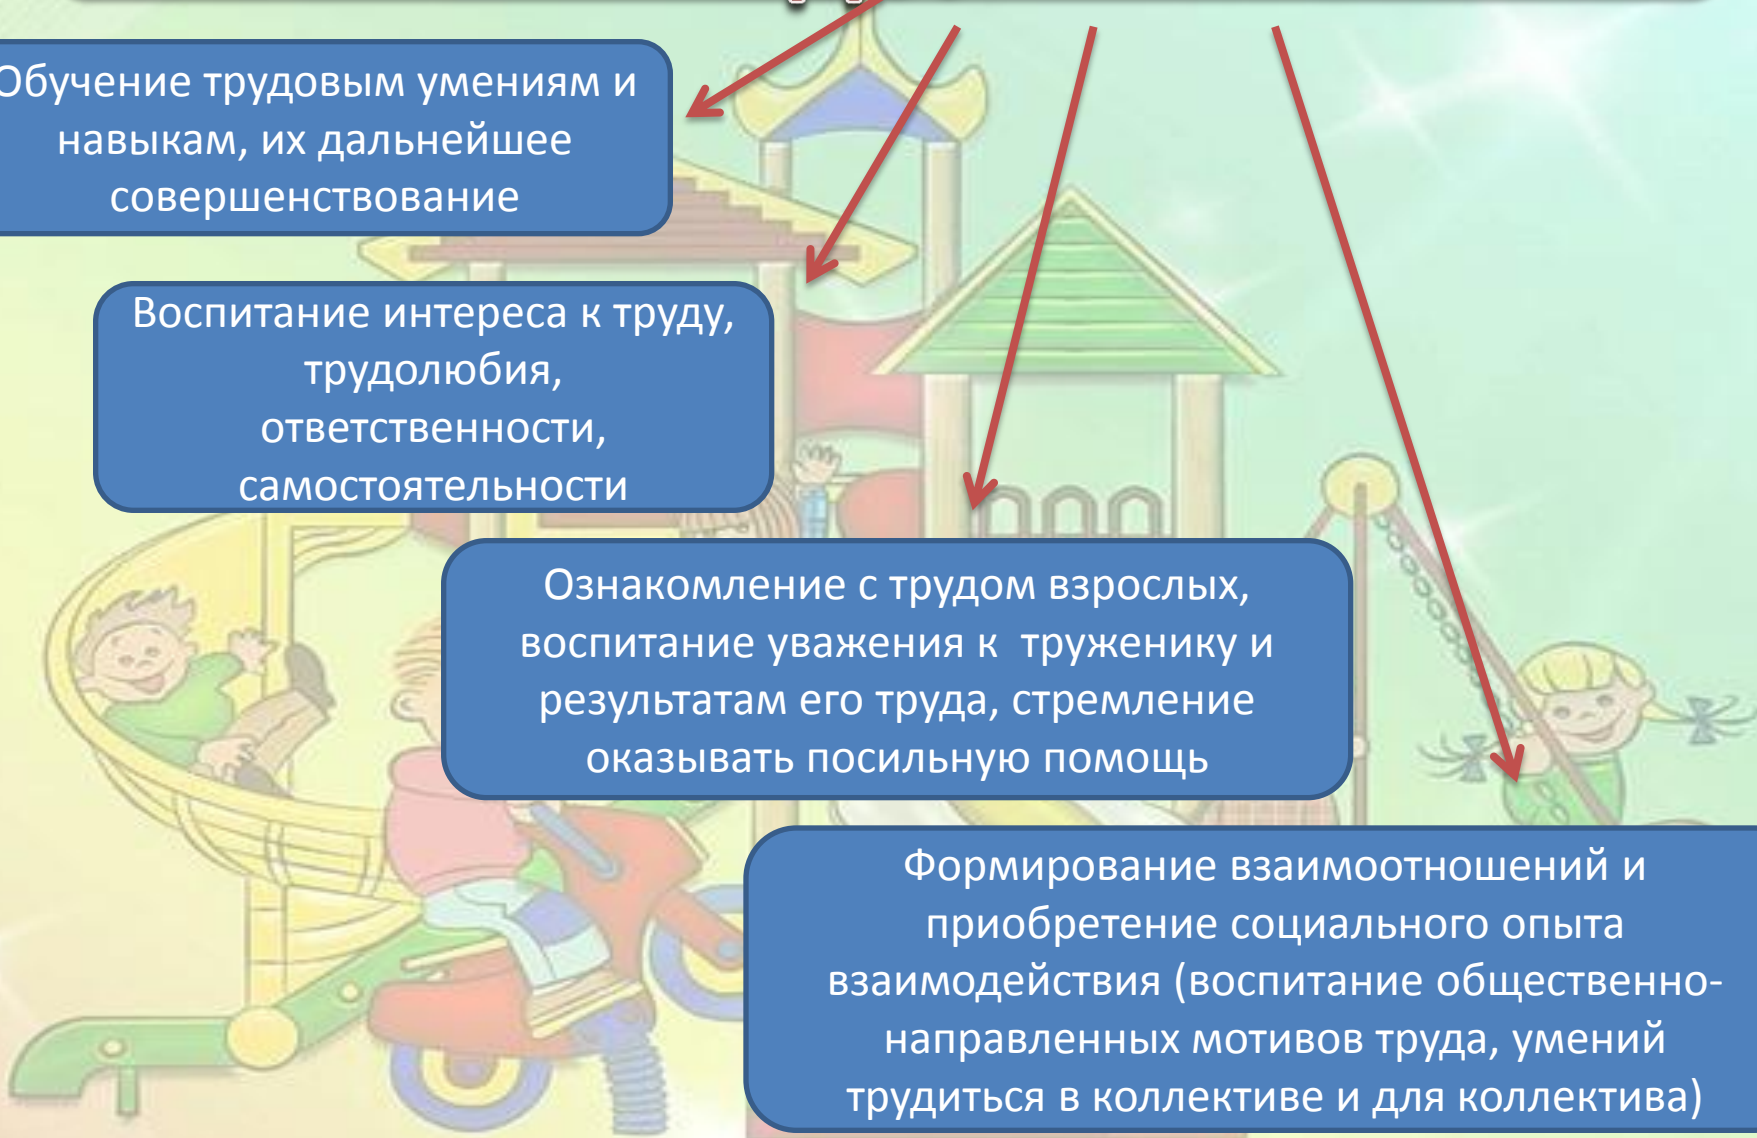 Обучение трудовым умениям и
навыкам, их дальнейшее
совершенствование
Воспитание интереса к труду,
трудолюбия,
ответственности,
самостоятельности
Ознакомление с трудом взрослых,
воспитание уважения к  труженику и
результатам его труда, стремление
оказывать посильную помощь
Формирование взаимоотношений и
приобретение социального опыта
взаимодействия (воспитание общественно-
направленных мотивов труда, умений
трудиться в коллективе и для коллектива)